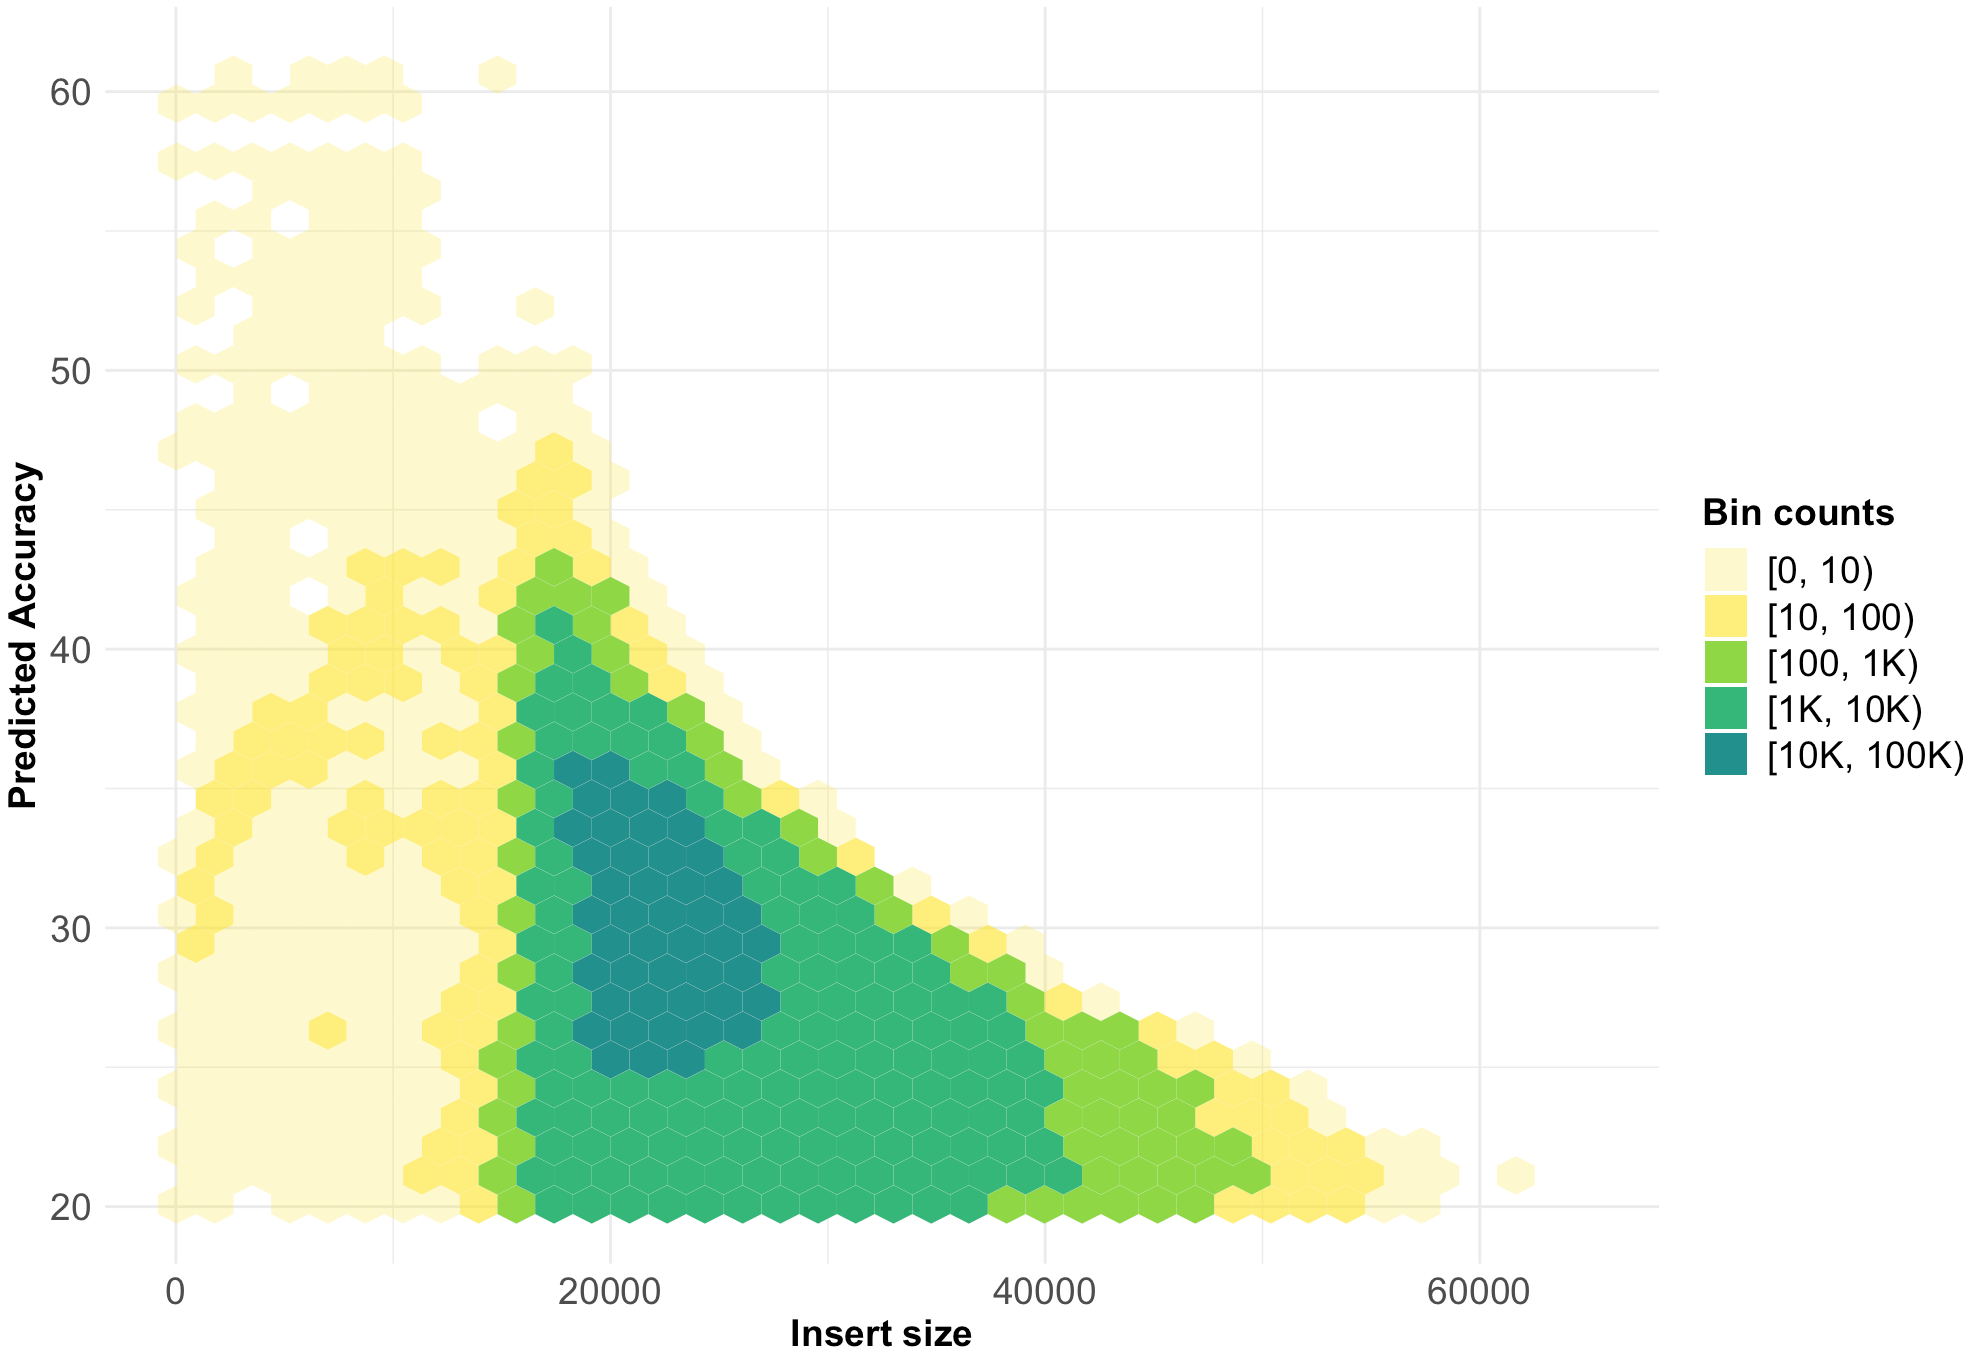 60
50
40
30
20
Predicted Accuracy
0
20000
40000
60000
Insert size
Bin counts
[0, 10)
[10, 100)
[100, 1K)
[1K, 10K)
[10K, 100K)